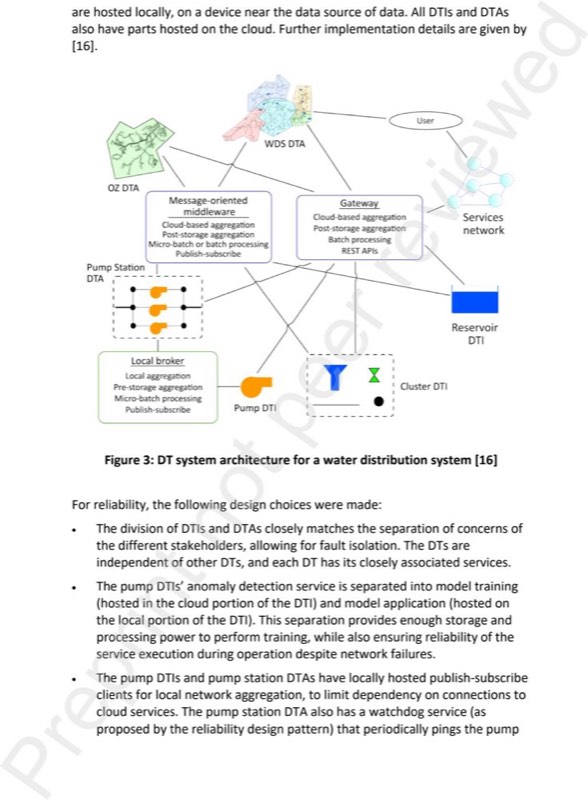 are hosted locally, on a device near the data source of data. All DTIs and DTAs
also have parts hosted on the cloud. Further implementation details are given by
[16].
User
WDS DTA
OZ DTA
Message-oriented
middleware
Cloud-based aggregation
Post-storage aggregation
Micro-batch or batch processing
Publish-subscribe
Gateway
Cloud-based aggregation
Post-storage aggregation
Batch processing
REST APIs
Services
network
Pump Station
DTA
Reservoir
DTI
Local broker
Local aggregation
Pre-storage aggregation
Micro-batch processing
Publish-subscribe
Pump DTI
Cluster DTI
Figure 3: DT system architecture for a water distribution system [16]
For reliability, the following design choices were made:
• The division of DTIs and DTAs closely matches the separation of concerns of
the different stakeholders, allowing for fault isolation. The DTs are
independent of other DTs, and each DT has its closely associated services.
• The pump DTIs’ anomaly detection service is separated into model training
(hosted in the cloud portion of the DTI) and model application (hosted on
the local portion of the DTI). This separation provides enough storage and
processing power to perform training, while also ensuring reliability of the
service execution during operation despite network failures.
• The pump DTIs and pump station DTAs have locally hosted publish-subscribe
clients for local network aggregation, to limit dependency on connections to
cloud services. The pump station DTA also has a watchdog service (as
proposed by the reliability design pattern) that periodically pings the pump
Preprint not peer reviewed